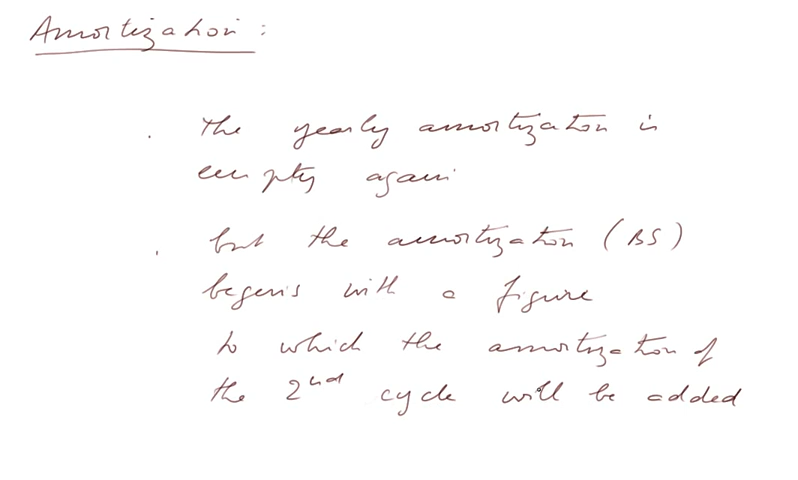 Amortization :
. the yearly amortization is
empty again
. but the amortization (BS)
begins with a figure
to which the amortization of
the 2nd cycle will be added